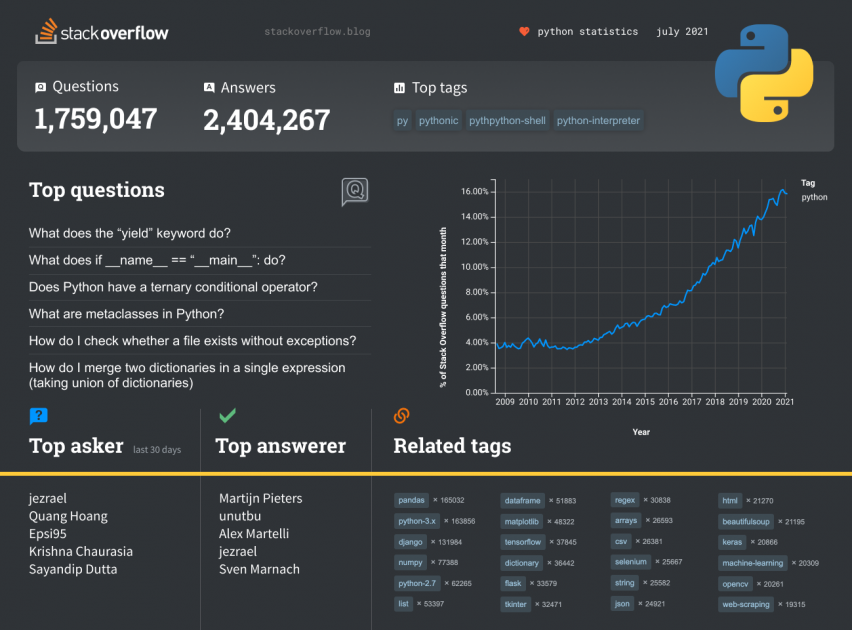 stackoverflow
stackoverflow.blog
python statistics july 2021
Questions
1,759,047
Answers
2,404,267
Top tags
py pythonic pythpython-shell python-interpreter
Top questions
What does the “yield” keyword do?
What does if __name__ == “__main__”: do?
Does Python have a ternary conditional operator?
What are metaclasses in Python?
How do I check whether a file exists without exceptions?
How do I merge two dictionaries in a single expression
(taking union of dictionaries)
% of Stack Overflow questions that month
16.00%
14.00%
12.00%
10.00%
8.00%
6.00%
4.00%
2.00%
0.00%
2009 2010 2011 2012 2013 2014 2015 2016 2017 2018 2019 2020 2021
Year
Tag
python
Top asker last 30 days
jezrael
Quang Hoang
Epsi95
Krishna Chaurasia
Sayandip Dutta
Top answerer
Martijn Pieters
unutbu
Alex Martelli
jezrael
Sven Marnach
Related tags
pandas × 165032
python-3.x × 163856
django × 131984
numpy × 77388
python-2.7 × 62265
list × 53397
dataframe × 51883
matplotlib × 48322
tensorflow × 37845
dictionary × 36442
flask × 33579
tkinter × 32471
regex × 30838
arrays × 26593
csv × 26381
selenium × 25667
string × 25582
json × 24921
html × 21270
beautifulsoup × 21195
keras × 20866
machine-learning × 20309
opencv × 20261
web-scraping × 19315